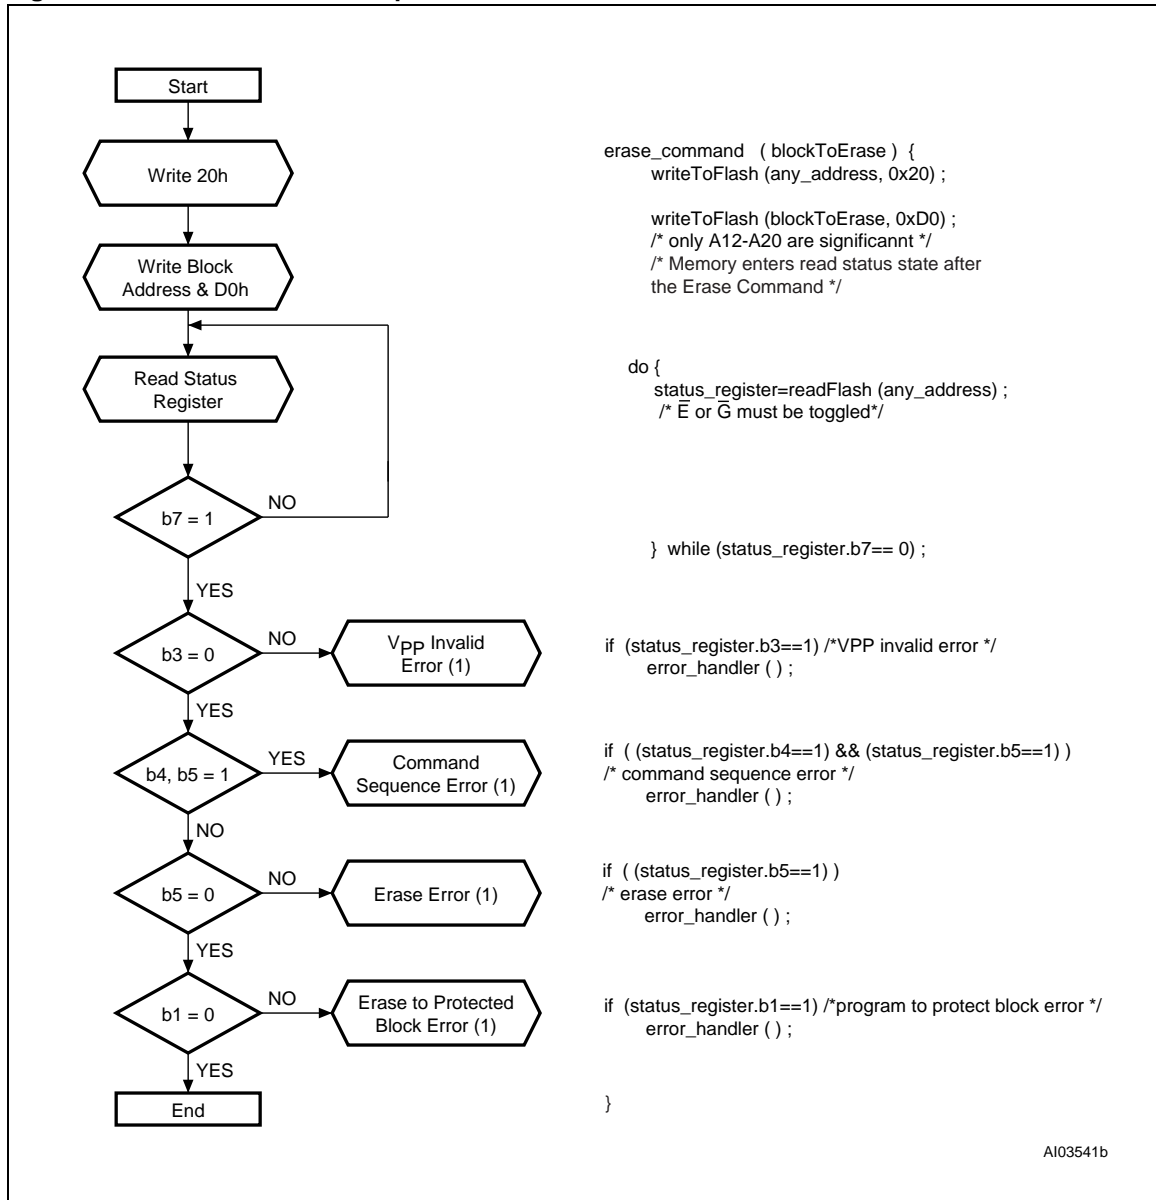 Start
Write 20h
Write Block
Address & D0h
Read Status
Register
b7 = 1
NO
YES
b3 = 0
NO
VPP Invalid
Error (1)
YES
b4, b5 = 1
YES
Command
Sequence Error (1)
NO
b5 = 0
NO
Erase Error (1)
YES
b1 = 0
NO
Erase to Protected
Block Error (1)
YES
End
erase_command ( blockToErase ) {
writeToFlash (any_address, 0x20) ;
writeToFlash (blockToErase, 0xD0) ;
/* only A12-A20 are significannt */
/* Memory enters read status state after
the Erase Command */
do {
status_register=readFlash (any_address) ;
/* E̅ or G̅ must be toggled*/
} while (status_register.b7== 0) ;
if (status_register.b3==1) /*VPP invalid error */
error_handler ( ) ;
if ( (status_register.b4==1) && (status_register.b5==1) )
/* command sequence error */
error_handler ( ) ;
if ( (status_register.b5==1) )
/* erase error */
error_handler ( ) ;
if (status_register.b1==1) /*program to protect block error */
error_handler ( ) ;
}
AI03541b